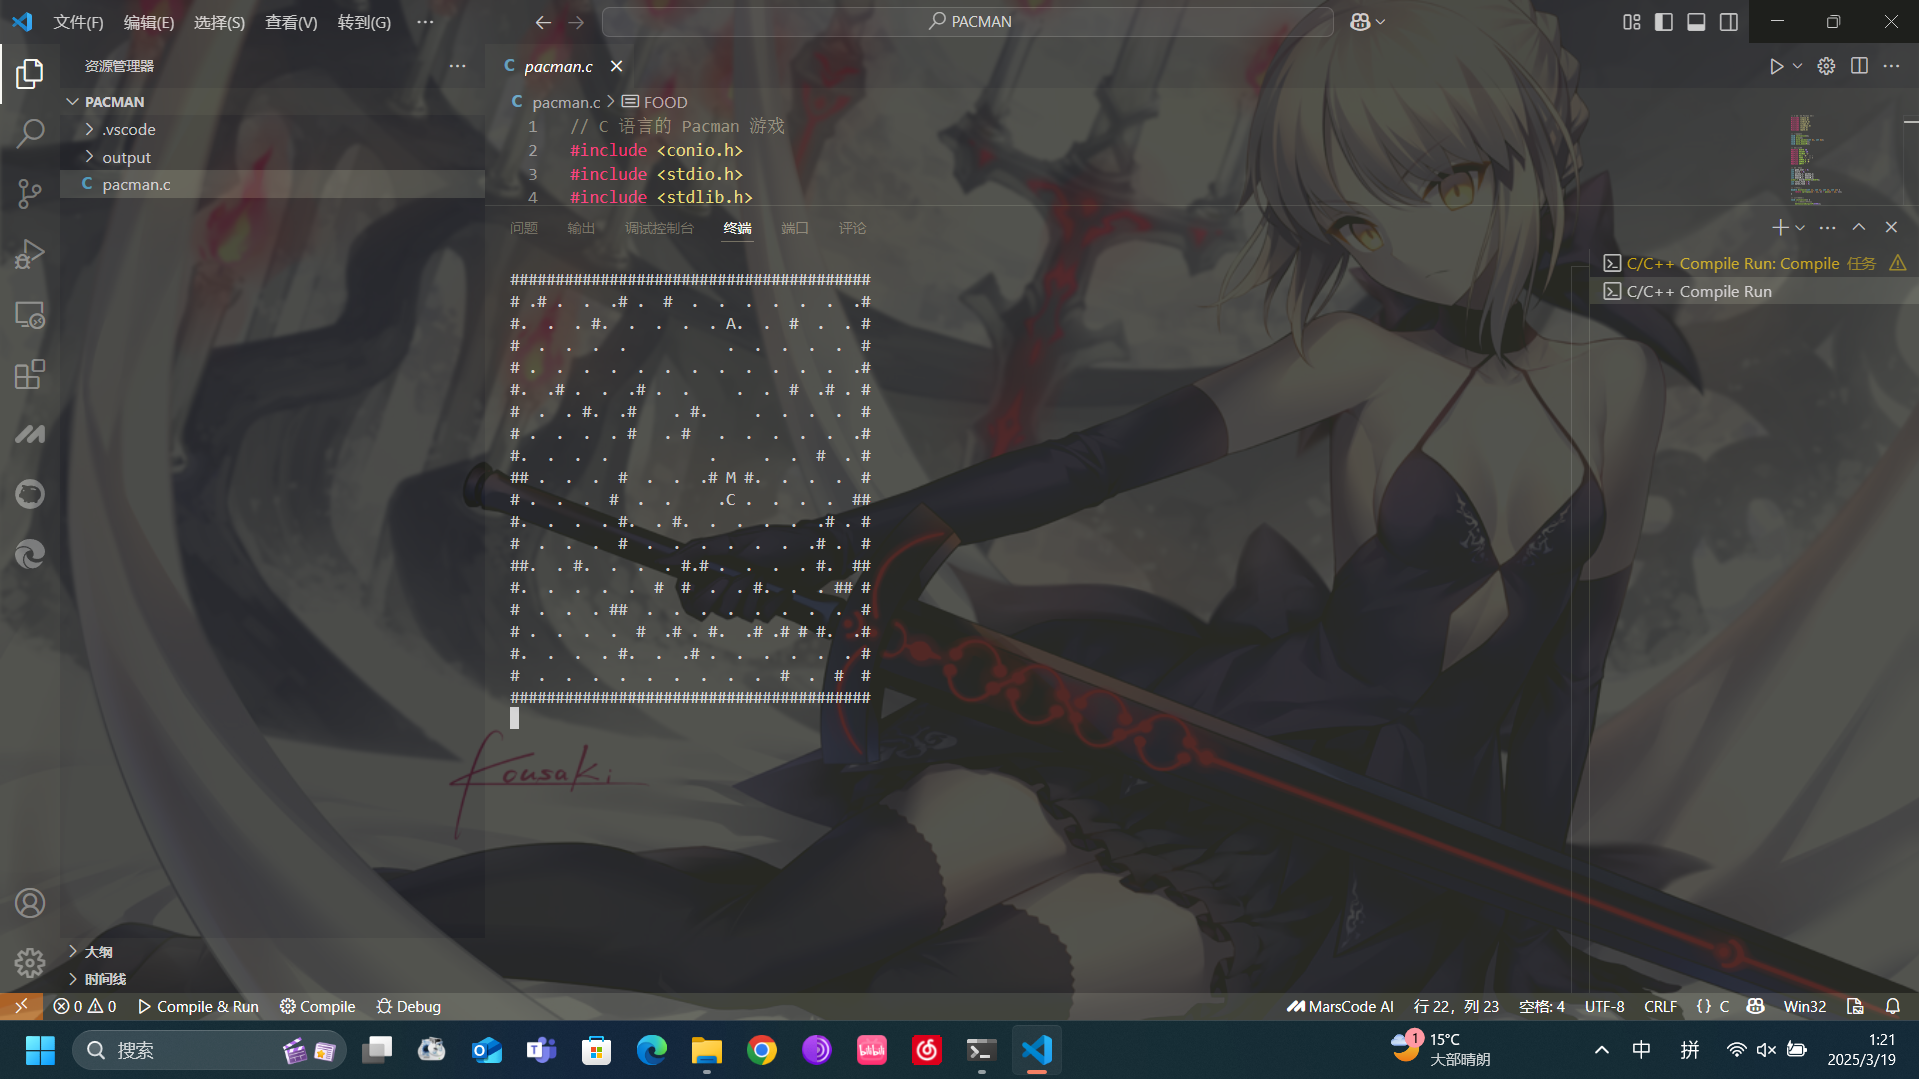 文件(F) 编辑(E) 选择(S) 查看(V) 转到(G) ··· PACMAN
资源管理器 ···
PACMAN
.vscode
output
C pacman.c
大纲
时间线
C pacman.c
C pacman.c > FOOD
1 // C 语言的 Pacman 游戏
2 #include <conio.h>
3 #include <stdio.h>
4 #include <stdlib.h>
问题 输出 调试控制台 终端 端口 评论
########################################
# .# .  . .# .  #  .  .  .  .  .  .  .#
#.  .  . #.  .  .  .  . A.  .  #  .  . #
#  .  .  .  .           .  .  .  .  .  #
# .  .  .  .  .  .  .  .  .  .  .  .  .#
#.  .# .  .  .# .  .     .  .  #  .# . #
#  .  . #.  .#    . #.     .  .  .  .  #
# .  .  .  . #   . #   .  .  .  .  .  .#
#.  .  .  .           .     .  .  #  . #
## .  .  .  #  .  .  .# M #.  .  .  .  #
# .  .  .  #  .  .     .C .  .  .  .  ##
#.  .  .  . #.  . #.  .  .  .  .  .# . #
#  .  .  .  # .  .  .  .  .  .  .# .   #
##.  . #.  .  .  . #.# .  .  .  . #.  ##
#.  .  .  .  .  #  #  .  . #.  .  . ## #
#  .  .  . ##  .  .  .  .  .  .  .  .  #
# .  .  .  .  #  .# . #.  .# .# # #.  .#
#.  .  .  . #.  .  .# .  .  .  .  .  . #
#  .  .  .  .  .  .  .  .  .  #  .  #  #
########################################
C/C++ Compile Run: Compile 任务
C/C++ Compile Run
Kousaki
0 0 Compile & Run Compile Debug MarsCode AI 行 22，列 23 空格: 4 UTF-8 CRLF {} C Win32
搜索 bilibili 1 15°C 中 拼 1:21
大部晴朗 2025/3/19